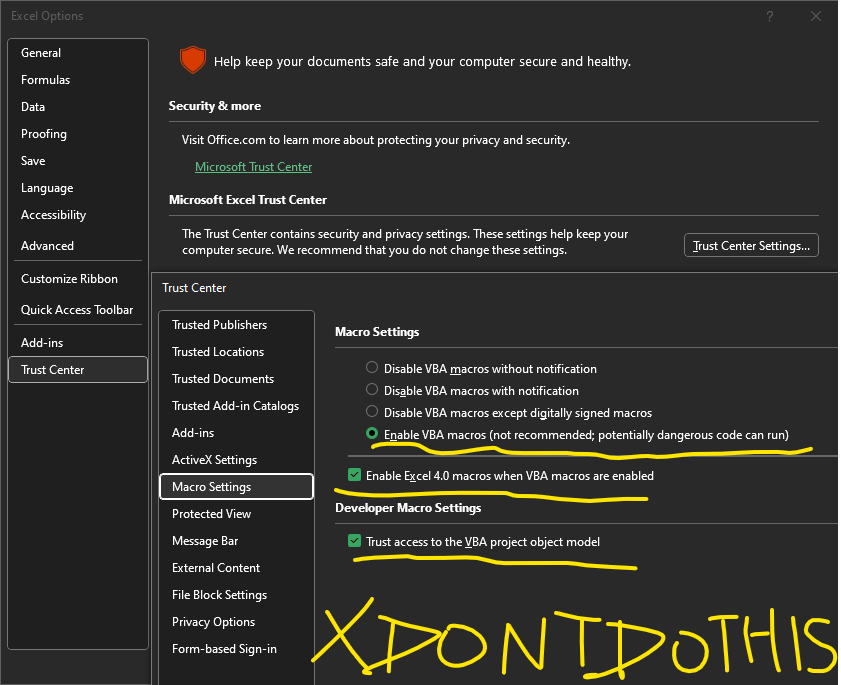 Excel Options
?
General
Formulas
Data
Proofing
Save
Language
Accessibility
Advanced
Customize Ribbon
Quick Access Toolbar
Add-ins
Trust Center
Help keep your documents safe and your computer secure and healthy.
Security & more
Visit Office.com to learn more about protecting your privacy and security.
Microsoft Trust Center
Microsoft Excel Trust Center
The Trust Center contains security and privacy settings. These settings help keep your
computer secure. We recommend that you do not change these settings.
Trust Center Settings...
Trust Center
Trusted Publishers
Trusted Locations
Trusted Documents
Trusted Add-in Catalogs
Add-ins
ActiveX Settings
Macro Settings
Protected View
Message Bar
External Content
File Block Settings
Privacy Options
Form-based Sign-in
Macro Settings
Disable VBA macros without notification
Disable VBA macros with notification
Disable VBA macros except digitally signed macros
Enable VBA macros (not recommended; potentially dangerous code can run)
Enable Excel 4.0 macros when VBA macros are enabled
Developer Macro Settings
Trust access to the VBA project object model
X DONT DO THIS